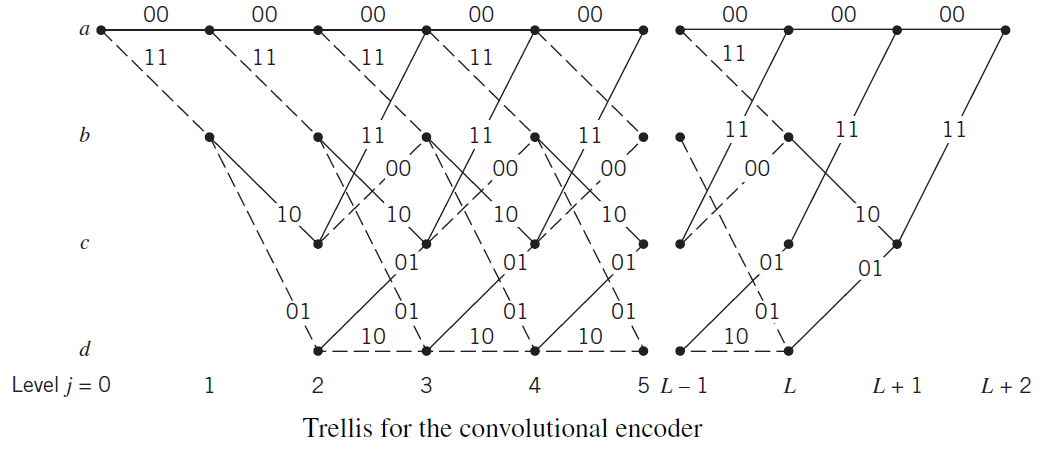 00 00 00 00 00 00 00 00
a
11 11 11 11 11
b 11 11 11 11 11 11
00 00 00 00
10 10 10 10 10
c
01 01 01 01 01
01 01 01 01 01
10 10 10 10
d
Level j = 0 1 2 3 4 5 L – 1 L L + 1 L + 2
Trellis for the convolutional encoder